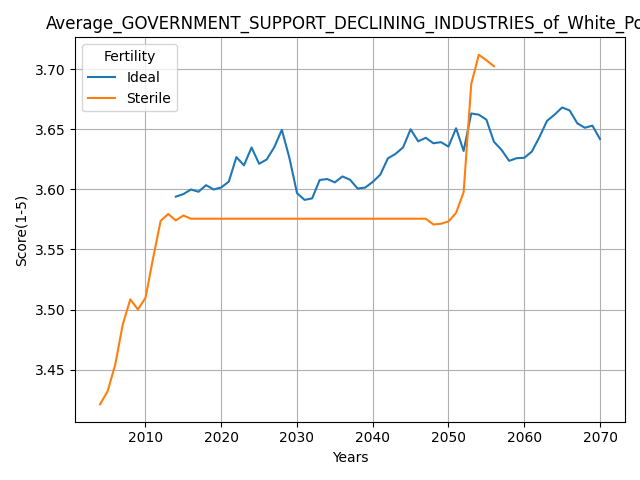 Average_GOVERNMENT_SUPPORT_DECLINING_INDUSTRIES_of_White_Po
Fertility
Ideal
Sterile
3.70
3.65
3.60
3.55
3.50
3.45
Score(1-5)
2010 2020 2030 2040 2050 2060 2070
Years